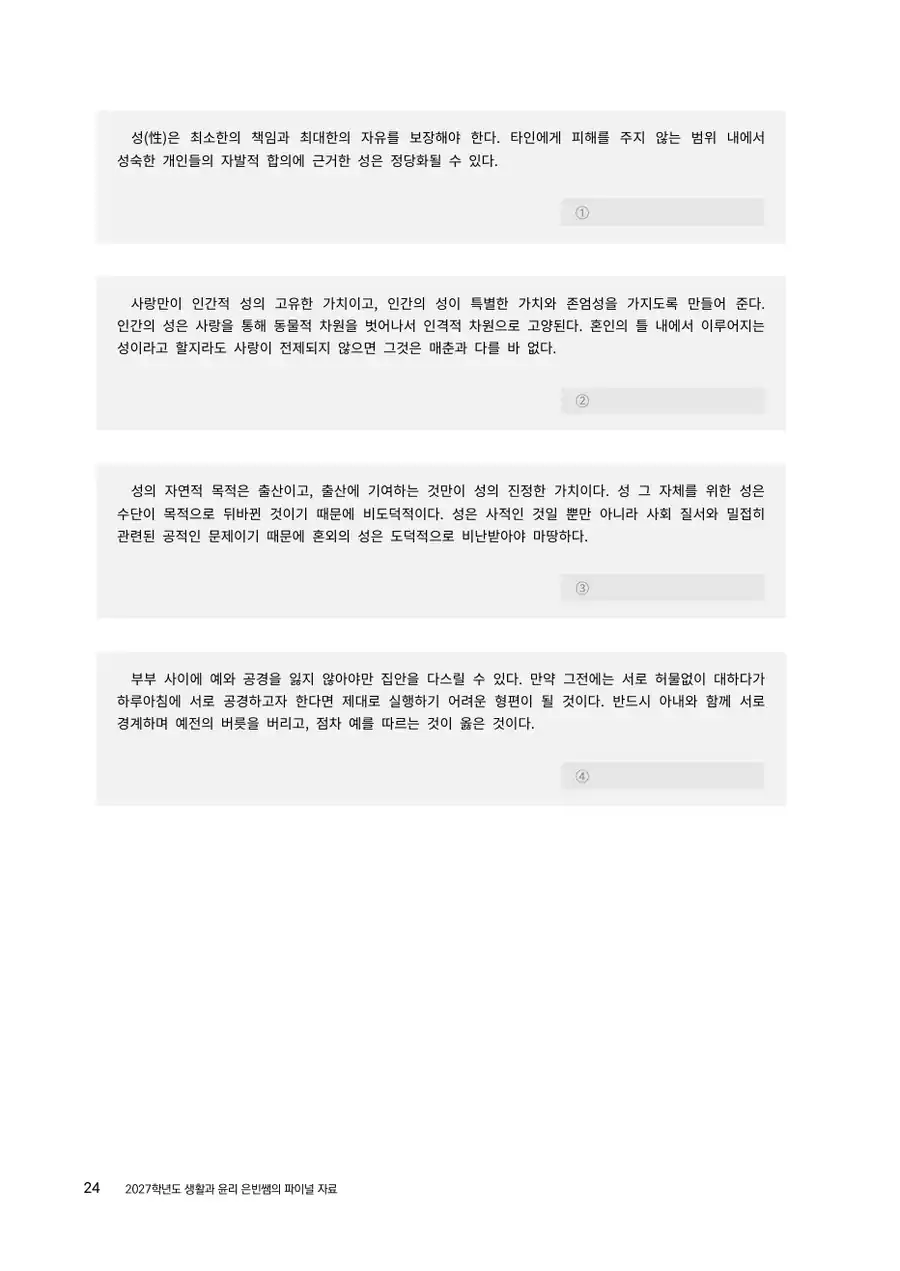 성(性)은 최소한의 책임과 최대한의 자유를 보장해야 한다. 타인에게 피해를 주지 않는 범위 내에서
성숙한 개인들의 자발적 합의에 근거한 성은 정당화될 수 있다.
①
사랑만이 인간적 성의 고유한 가치이고, 인간의 성이 특별한 가치와 존엄성을 가지도록 만들어 준다.
인간의 성은 사랑을 통해 동물적 차원을 벗어나서 인격적 차원으로 고양된다. 혼인의 틀 내에서 이루어지는
성이라고 할지라도 사랑이 전제되지 않으면 그것은 매춘과 다를 바 없다.
②
성의 자연적 목적은 출산이고, 출산에 기여하는 것만이 성의 진정한 가치이다. 성 그 자체를 위한 성은
수단이 목적으로 뒤바뀐 것이기 때문에 비도덕적이다. 성은 사적인 것일 뿐만 아니라 사회 질서와 밀접히
관련된 공적인 문제이기 때문에 혼외의 성은 도덕적으로 비난받아야 마땅하다.
③
부부 사이에 예와 공경을 잃지 않아야만 집안을 다스릴 수 있다. 만약 그전에는 서로 허물없이 대하다가
하루아침에 서로 공경하고자 한다면 제대로 실행하기 어려운 형편이 될 것이다. 반드시 아내와 함께 서로
경계하며 예전의 버릇을 버리고, 점차 예를 따르는 것이 옳은 것이다.
④
24 2027학년도 생활과 윤리 은빈쌤의 파이널 자료